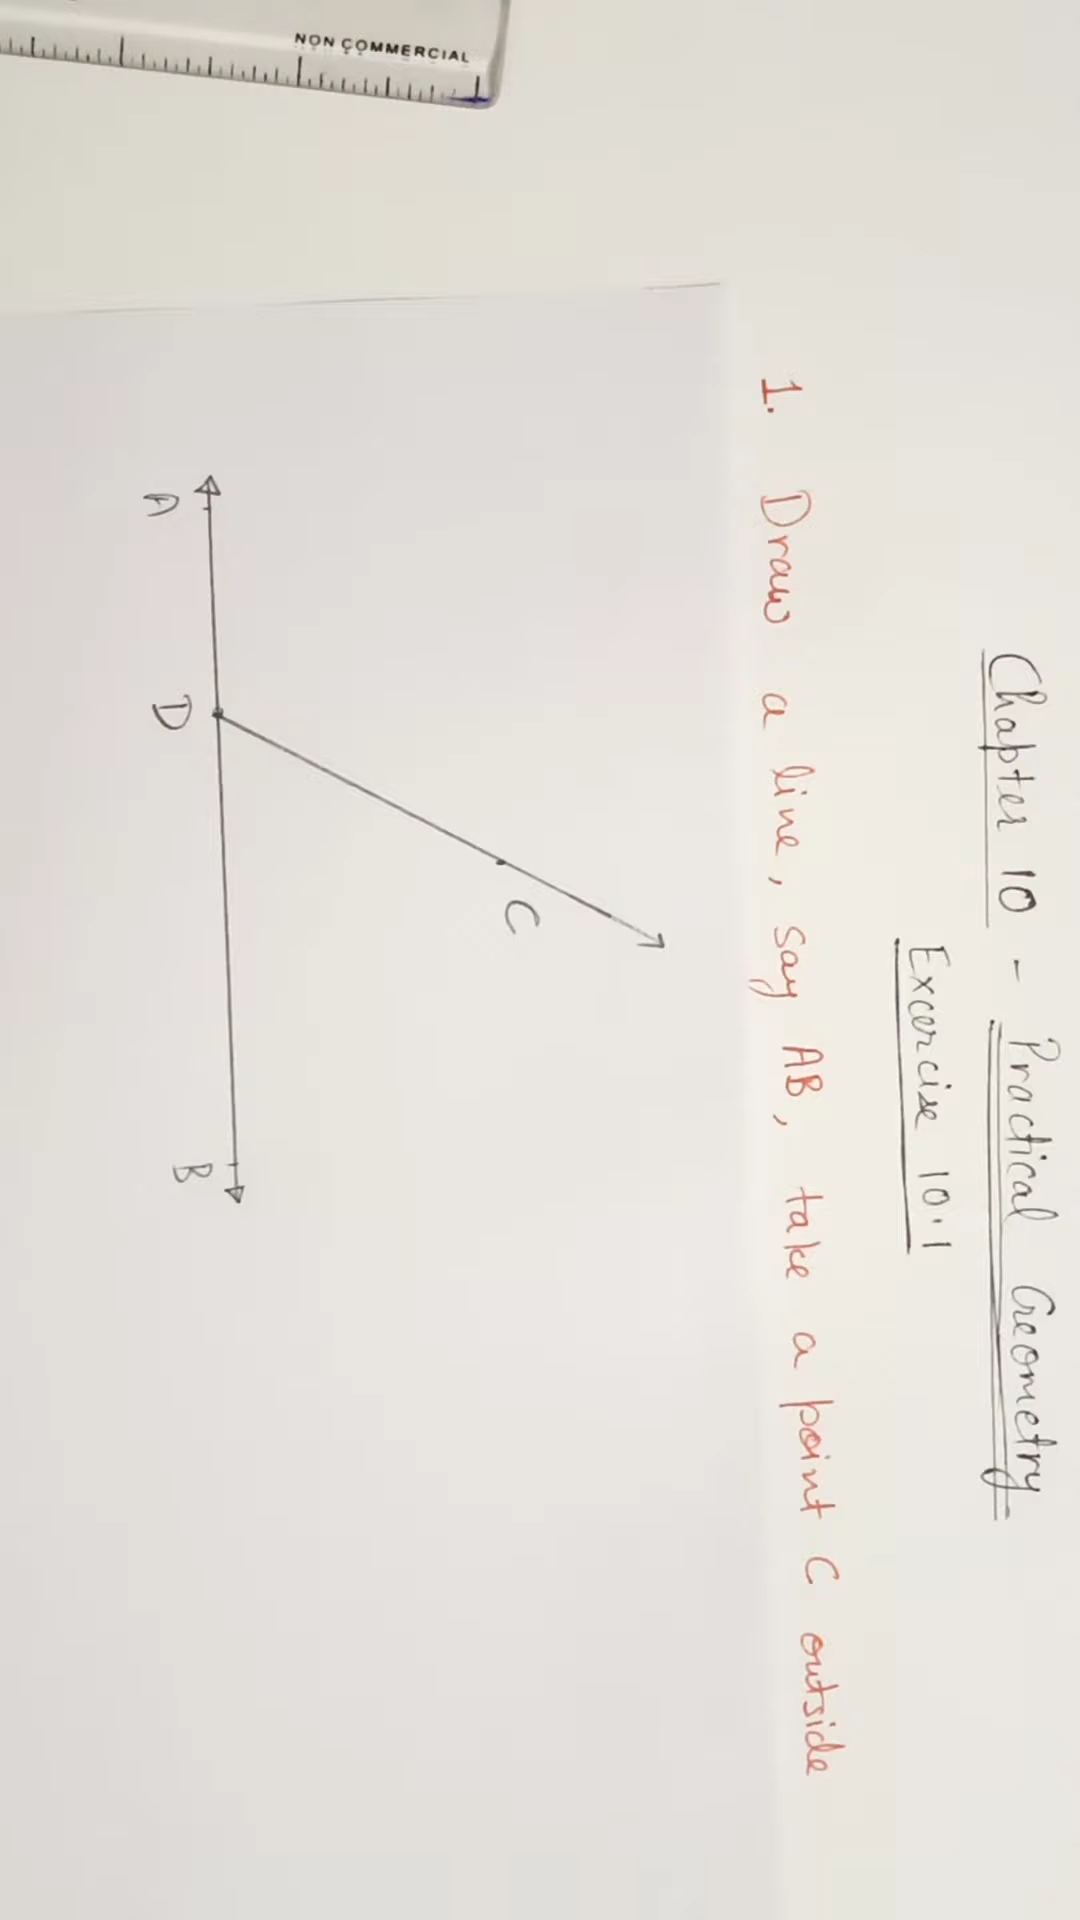 Chapter 10 - Practical Geometry
Excercise 10.1
1. Draw a line, say AB, take a point C outside
C
A D B
NON COMMERCIAL